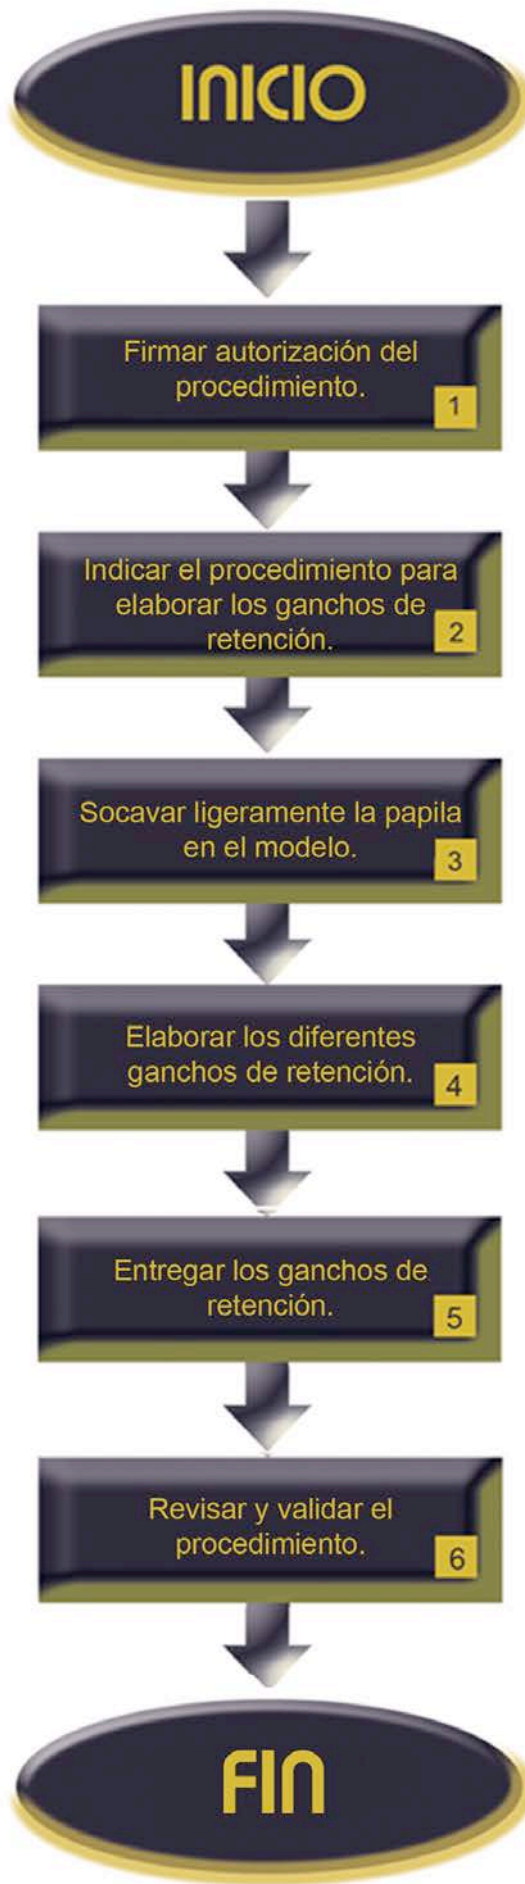 INICIO
Firmar autorización del
procedimiento.
1
Indicar el procedimiento para
elaborar los ganchos de
retención.
2
Socavar ligeramente la papila
en el modelo.
3
Elaborar los diferentes
ganchos de retención.
4
Entregar los ganchos de
retención.
5
Revisar y validar el
procedimiento.
6
FIN